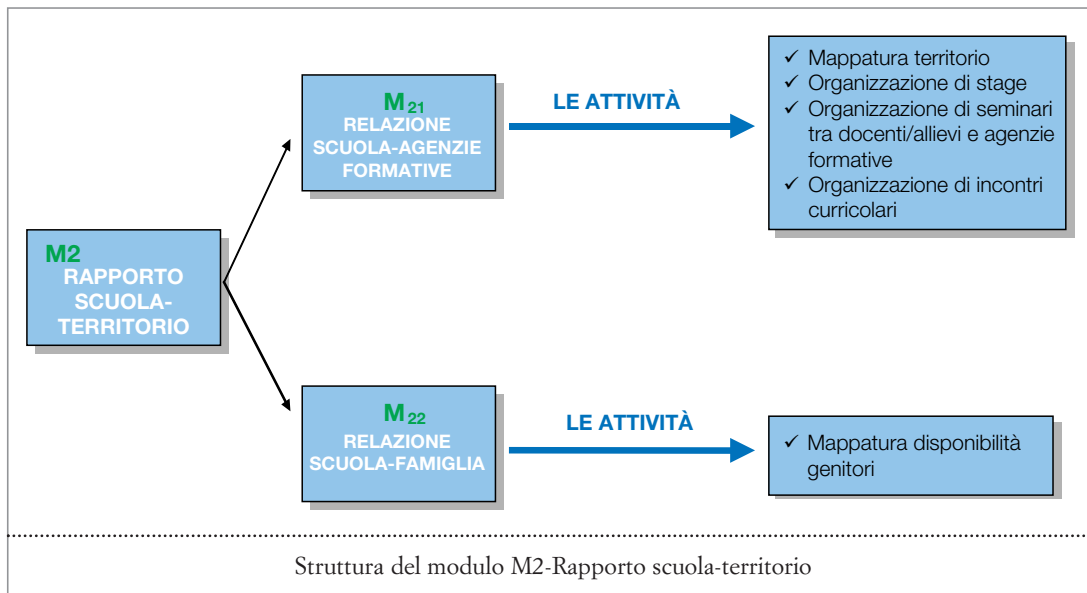 M21
RELAZIONE
SCUOLA-AGENZIE
FORMATIVE
LE ATTIVITÀ
✓ Mappatura territorio
✓ Organizzazione di stage
✓ Organizzazione di seminari
tra docenti/allievi e agenzie
formative
✓ Organizzazione di incontri
curricolari
M2
RAPPORTO
SCUOLA-
TERRITORIO
M22
RELAZIONE
SCUOLA-FAMIGLIA
LE ATTIVITÀ
✓ Mappatura disponibilità
genitori
Struttura del modulo M2-Rapporto scuola-territorio